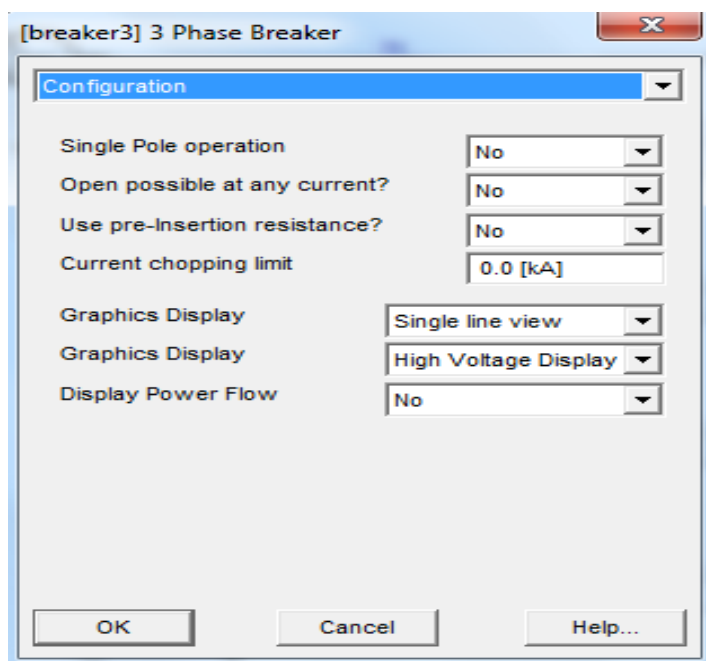 [breaker3] 3 Phase Breaker
Configuration
Single Pole operation No
Open possible at any current? No
Use pre-Insertion resistance? No
Current chopping limit 0.0 [kA]
Graphics Display Single line view
Graphics Display High Voltage Display
Display Power Flow No
OK Cancel Help...